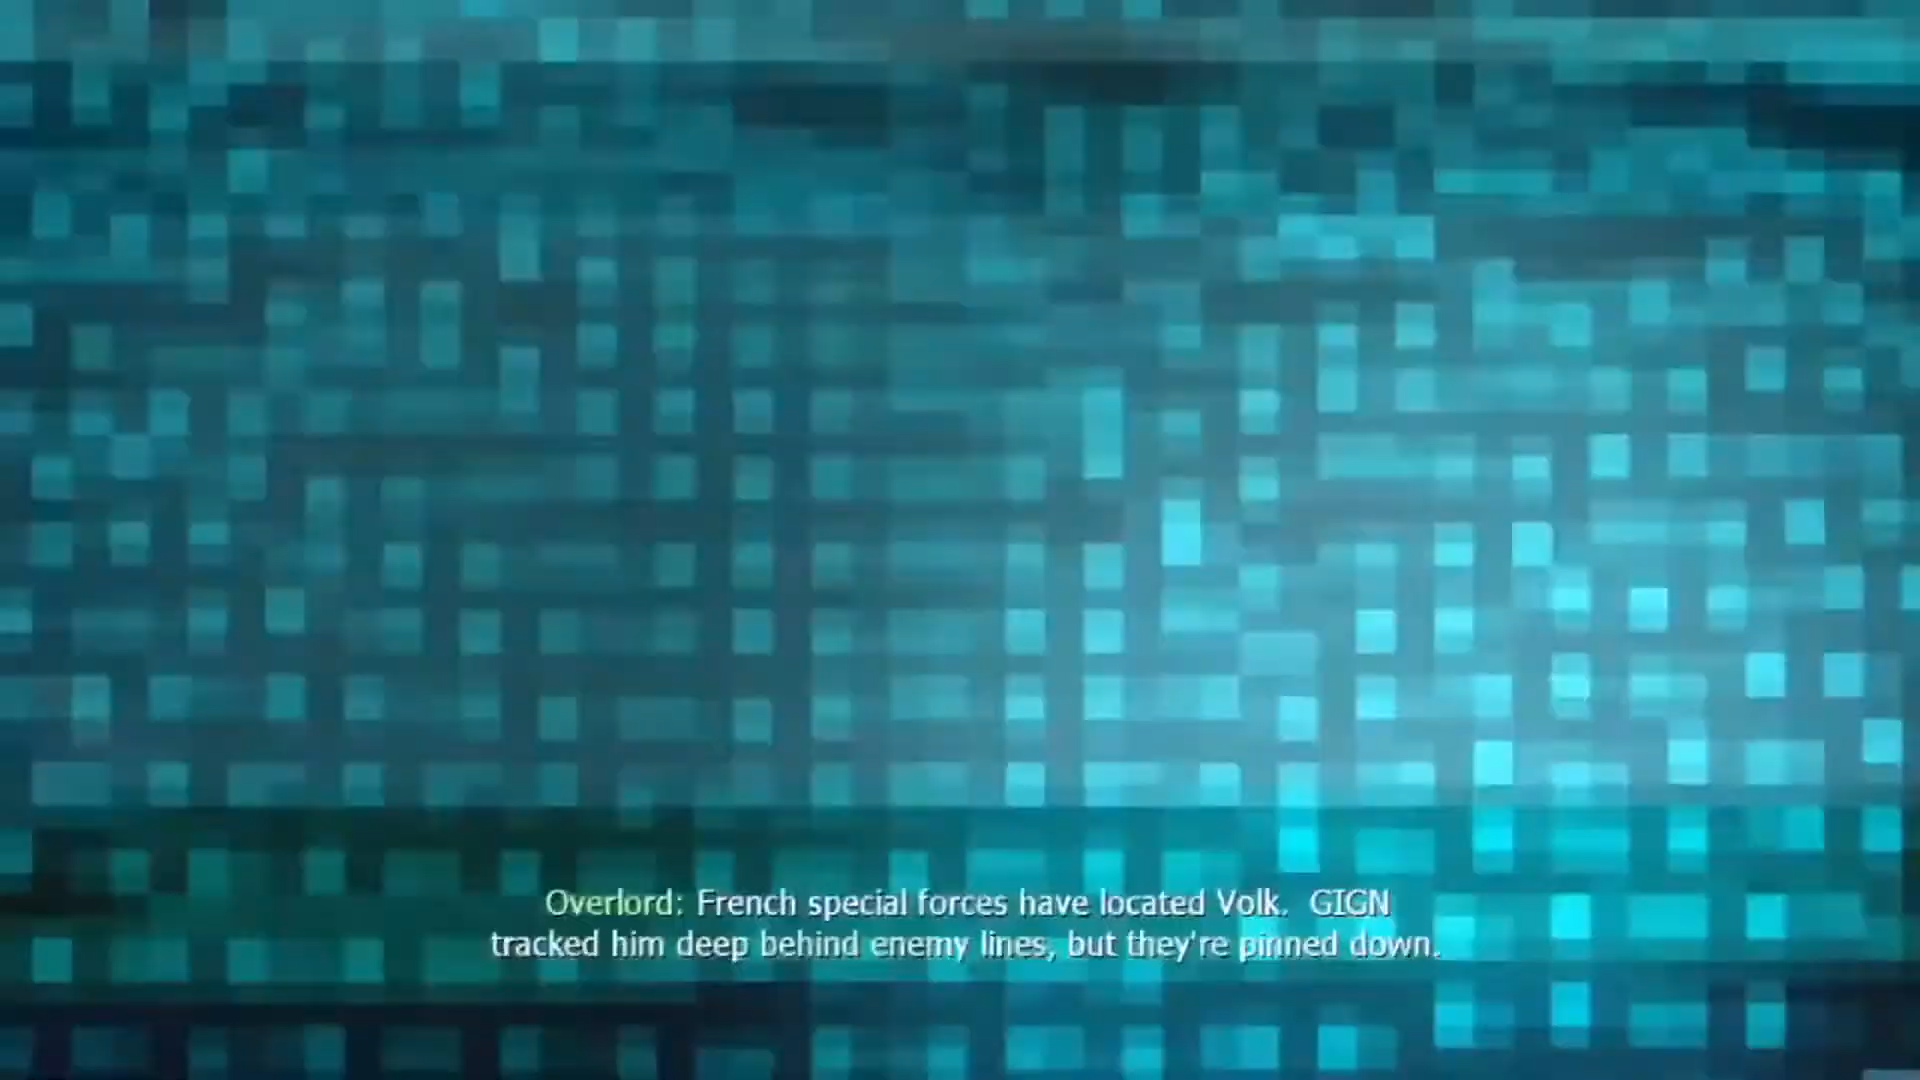 Overlord: French special forces have located Volk.  GIGN
tracked him deep behind enemy lines, but they're pinned down.